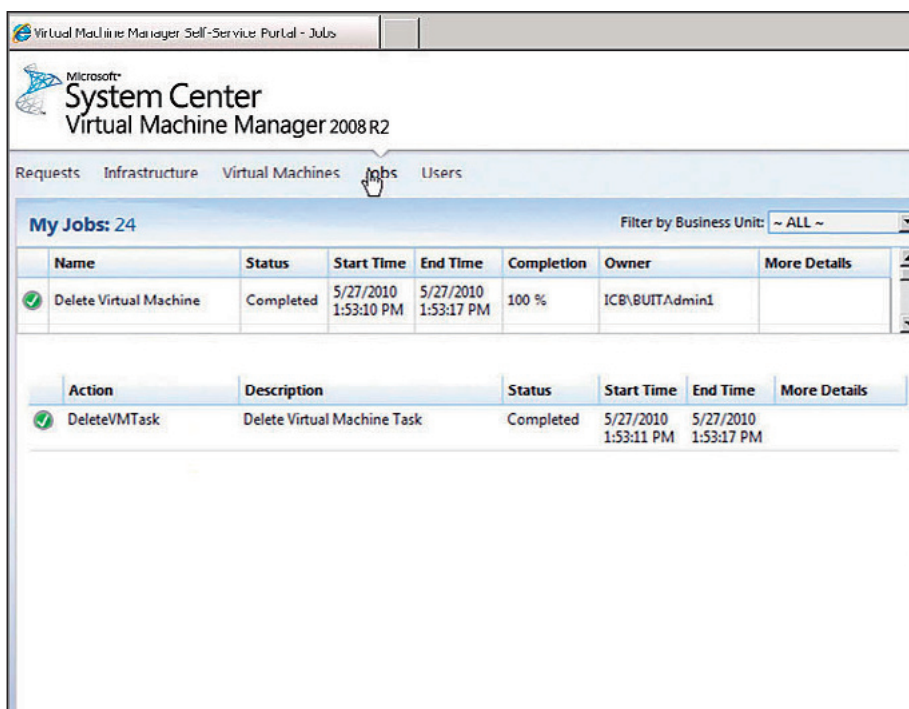 Virtual Machine Manager Self-Service Portal - Jobs
Microsoft
System Center
Virtual Machine Manager 2008 R2
Requests Infrastructure Virtual Machines Jobs Users
My Jobs: 24 Filter by Business Unit: ~ ALL ~
Name Status Start Time End Time Completion Owner More Details
Delete Virtual Machine Completed 5/27/2010 1:53:10 PM 5/27/2010 1:53:17 PM 100 % ICB\BUITAdmin1
Action Description Status Start Time End Time More Details
DeleteVMTask Delete Virtual Machine Task Completed 5/27/2010 1:53:11 PM 5/27/2010 1:53:17 PM